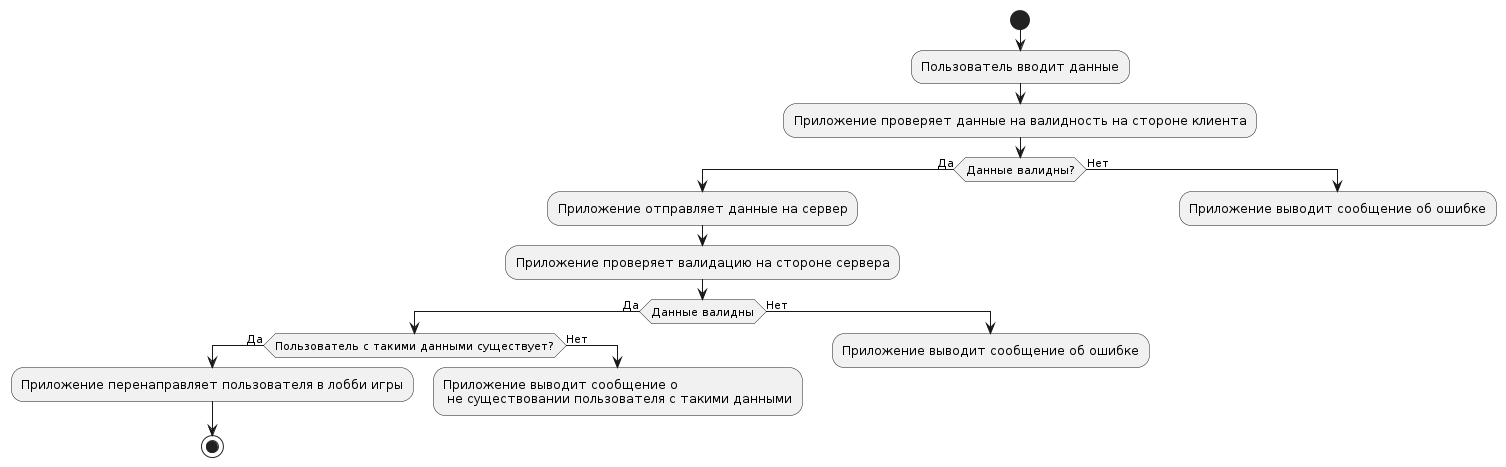 Пользователь вводит данные
Приложение проверяет данные на валидность на стороне клиента
Да
Данные валидны?
Нет
Приложение отправляет данные на сервер
Приложение выводит сообщение об ошибке
Приложение проверяет валидацию на стороне сервера
Да
Данные валидны
Нет
Да
Пользователь с такими данными существует?
Нет
Приложение выводит сообщение об ошибке
Приложение перенаправляет пользователя в лобби игры
Приложение выводит сообщение о
не существовании пользователя с такими данными